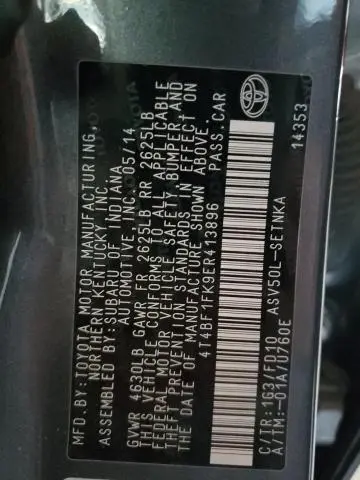 MFD.BY:TOYOTA MOTOR MANUFACTURING,
NORTHERN KENTUCKY, INC.
ASSEMBLED BY: SUBARU OF INDIANA
AUTOMOTIVE, INC. 05/14
GVWR 4630LB GAWR FR 2625LB RR 2625LB
THIS VEHICLE CONFORMS TO ALL APPLICABLE
FEDERAL MOTOR VEHICLE SAFETY, BUMPER, AND
THEFT PREVENTION STANDARDS IN EFFECT ON
THE DATE OF MANUFACTURE SHOWN ABOVE.
4T4BF1FK9ER413896 PASS.CAR
C/TR:1G3/FD10 ASV50L-SETNKA
A/TM:-01A/U760E 14353